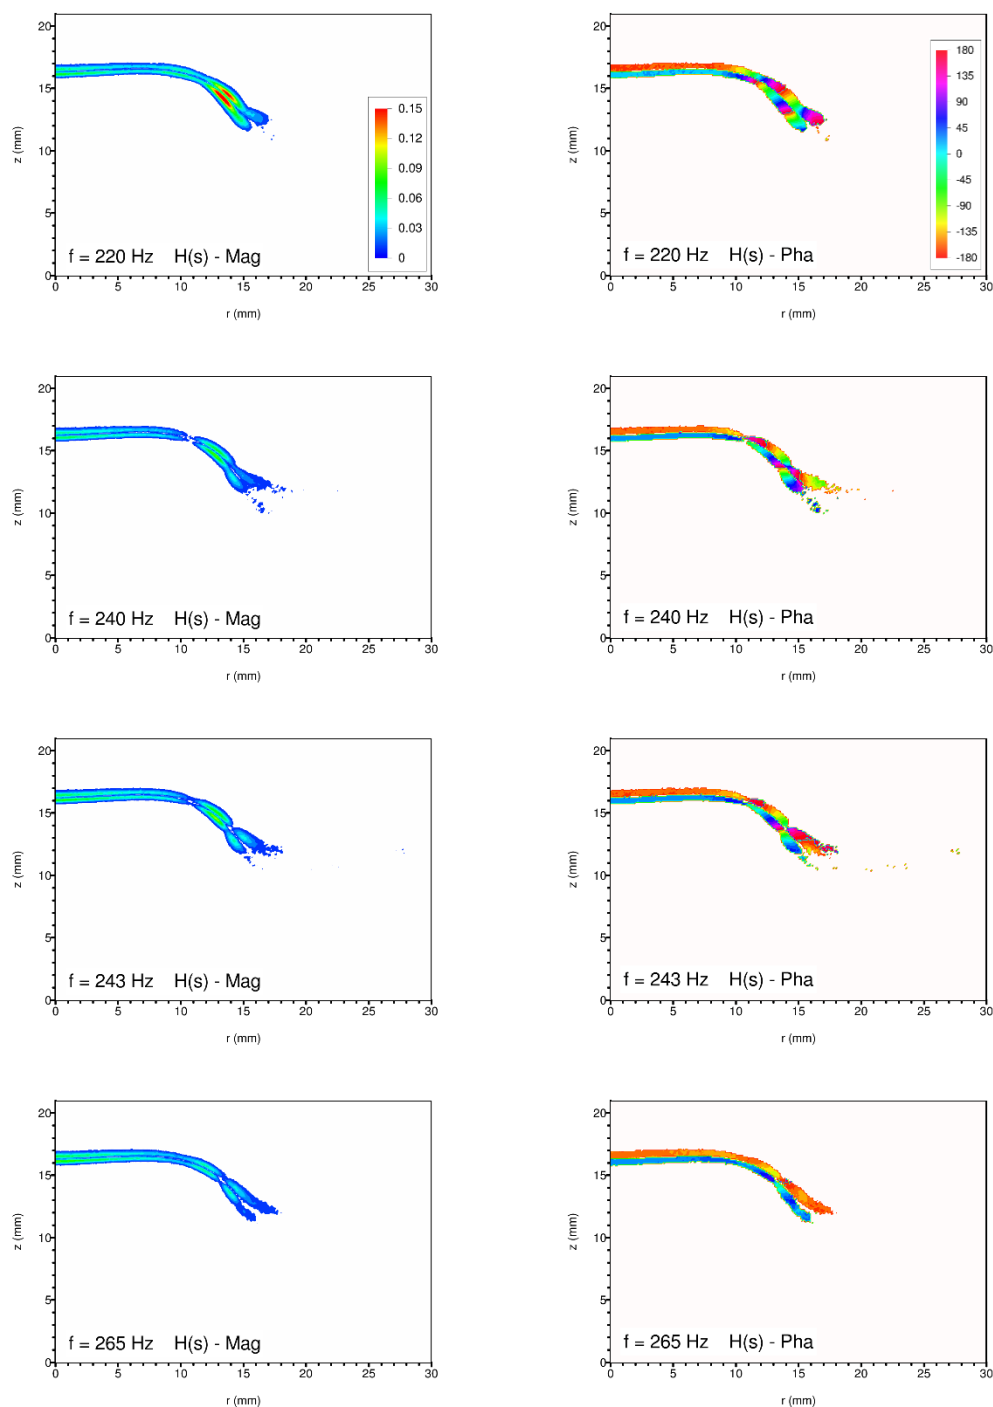 20
15
10
5
0
z (mm)
0.15
0.12
0.09
0.06
0.03
0
f = 220 Hz H(s) - Mag
0 5 10 15 20 25 30
r (mm)
20
15
10
5
0
z (mm)
180
135
90
45
0
-45
-90
-135
-180
f = 220 Hz H(s) - Pha
0 5 10 15 20 25 30
r (mm)
20
15
10
5
0
z (mm)
f = 240 Hz H(s) - Mag
0 5 10 15 20 25 30
r (mm)
20
15
10
5
0
z (mm)
f = 240 Hz H(s) - Pha
0 5 10 15 20 25 30
r (mm)
20
15
10
5
0
z (mm)
f = 243 Hz H(s) - Mag
0 5 10 15 20 25 30
r (mm)
20
15
10
5
0
z (mm)
f = 243 Hz H(s) - Pha
0 5 10 15 20 25 30
r (mm)
20
15
10
5
0
z (mm)
f = 265 Hz H(s) - Mag
0 5 10 15 20 25 30
r (mm)
20
15
10
5
0
z (mm)
f = 265 Hz H(s) - Pha
0 5 10 15 20 25 30
r (mm)